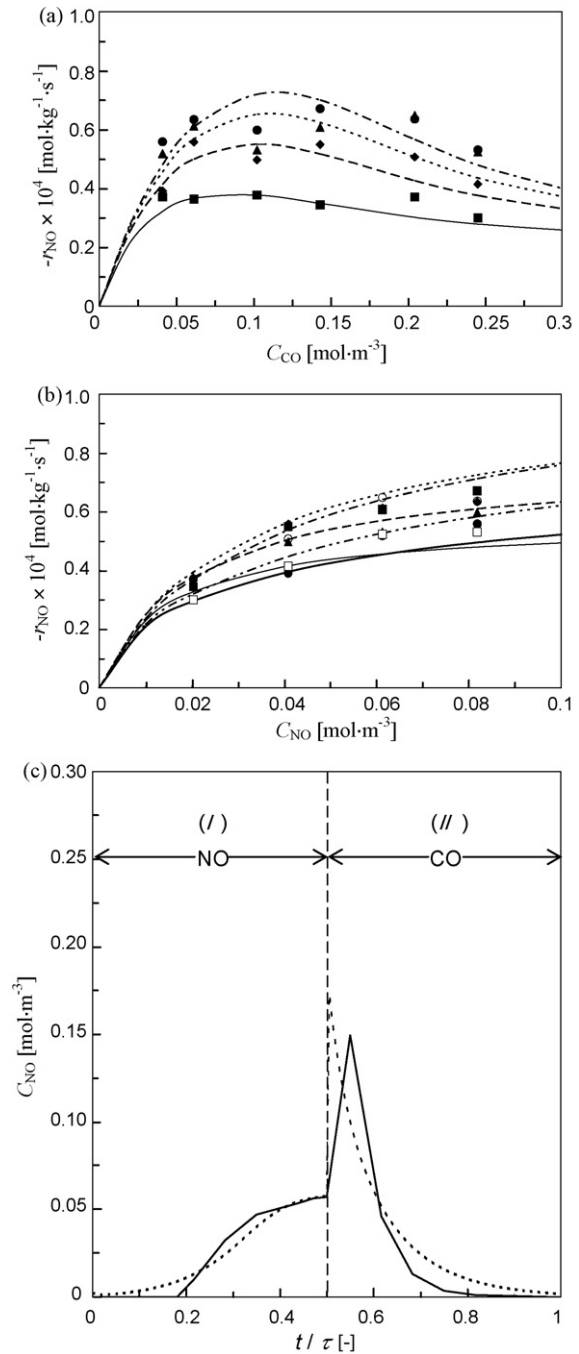 (a)
1.0
0.8
0.6
0.4
0.2
0
-rNO × 10⁴ [mol·kg⁻¹·s⁻¹]
0 0.05 0.1 0.15 0.2 0.25 0.3
CCO [mol·m⁻³]
(b)
1.0
0.8
0.6
0.4
0.2
0
-rNO × 10⁴ [mol·kg⁻¹·s⁻¹]
0 0.02 0.04 0.06 0.08 0.1
CNO [mol·m⁻³]
(c)
0.30
0.25
0.20
0.15
0.10
0.05
0
CNO [mol·m⁻³]
(I) (II)
NO CO
0 0.2 0.4 0.6 0.8 1
t / τ [-]